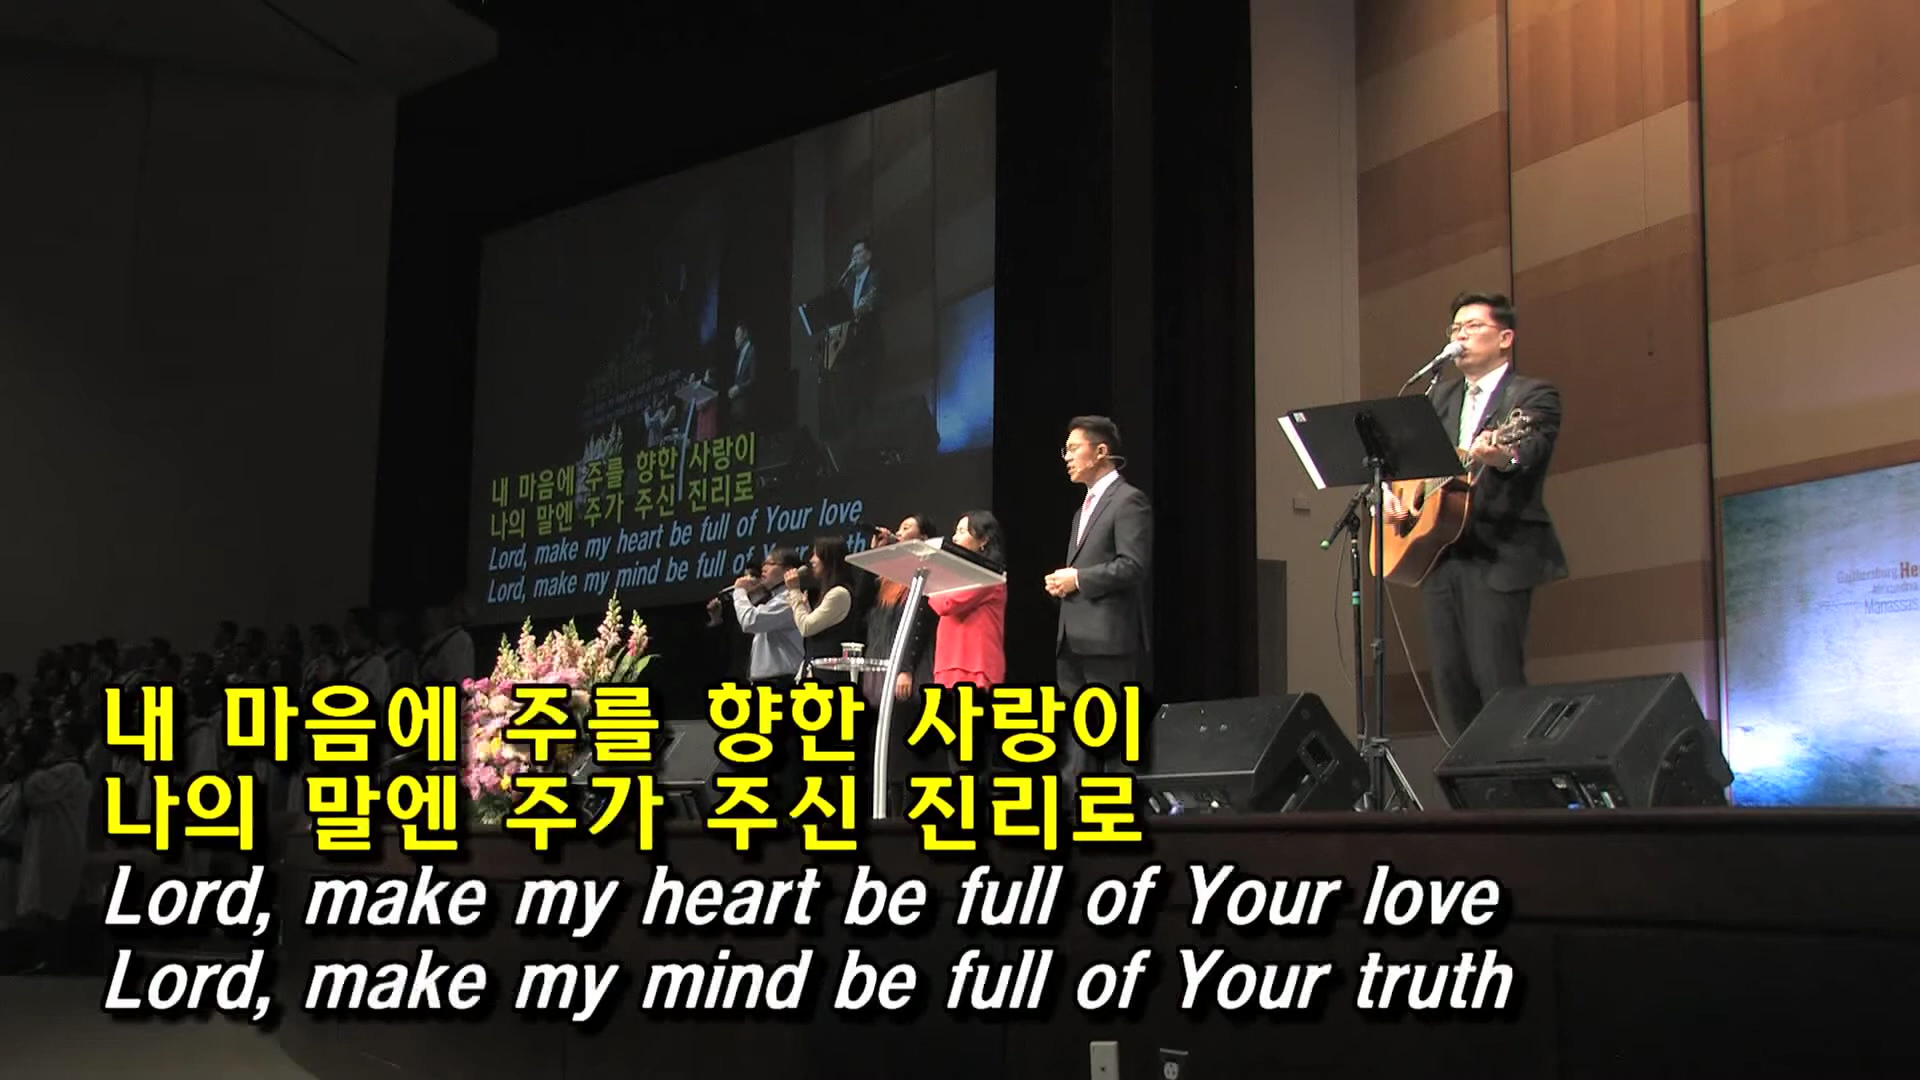 내 마음에 주를 향한 사랑이
나의 말엔 주가 주신 진리로
Lord, make my heart be full of Your love
Lord, make my mind be full of Your truth
내 마음에 주를 향한 사랑이
나의 말엔 주가 주신 진리로
Lord, make my heart be full of Your love
Lord, make my mind be full of Your truth
Gaithersburg
Manassas